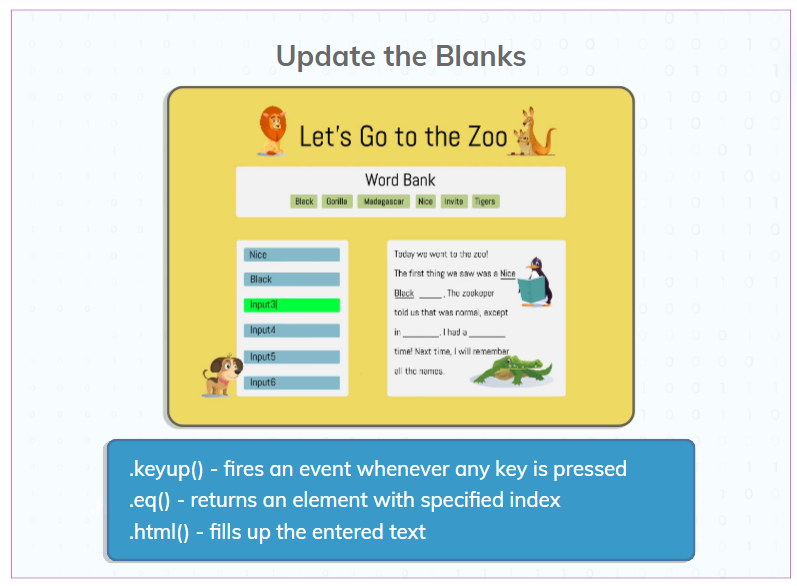 Update the Blanks
Let's Go to the Zoo
Word Bank
Black Gorilla Madagascar Nice Invite Tigers
Nice
Black
Input3
Input4
Input5
Input6
Today we went to the zoo!
The first thing we saw was a Nice
Black _____. The zookeper
told us that was normal, except
in ________. I had a ________
time! Next time, I will remember
all the names.
.keyup() - fires an event whenever any key is pressed
.eq() - returns an element with specified index
.html() - fills up the entered text